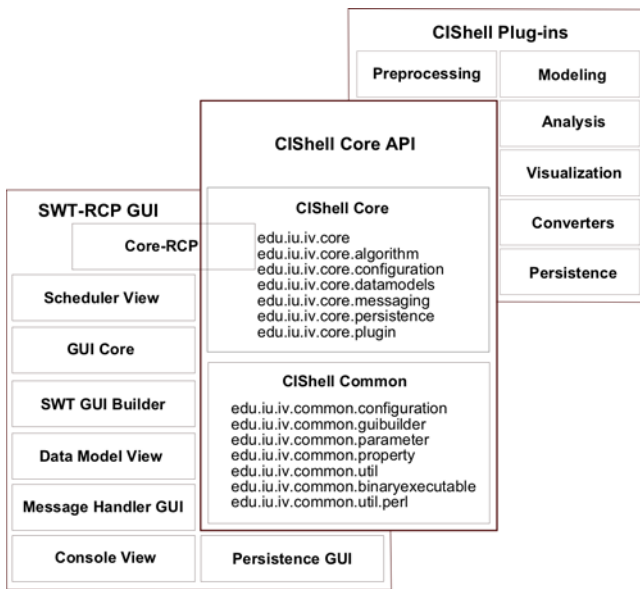 CIShell Plug-ins
Preprocessing
Modeling
Analysis
Visualization
Converters
Persistence
CIShell Core API
CIShell Core
edu.iu.iv.core
edu.iu.iv.core.algorithm
edu.iu.iv.core.configuration
edu.iu.iv.core.datamodels
edu.iu.iv.core.messaging
edu.iu.iv.core.persistence
edu.iu.iv.core.plugin
CIShell Common
edu.iu.iv.common.configuration
edu.iu.iv.common.guibuilder
edu.iu.iv.common.parameter
edu.iu.iv.common.property
edu.iu.iv.common.util
edu.iu.iv.common.binaryexecutable
edu.iu.iv.common.util.perl
SWT-RCP GUI
Core-RCP
Scheduler View
GUI Core
SWT GUI Builder
Data Model View
Message Handler GUI
Console View
Persistence GUI